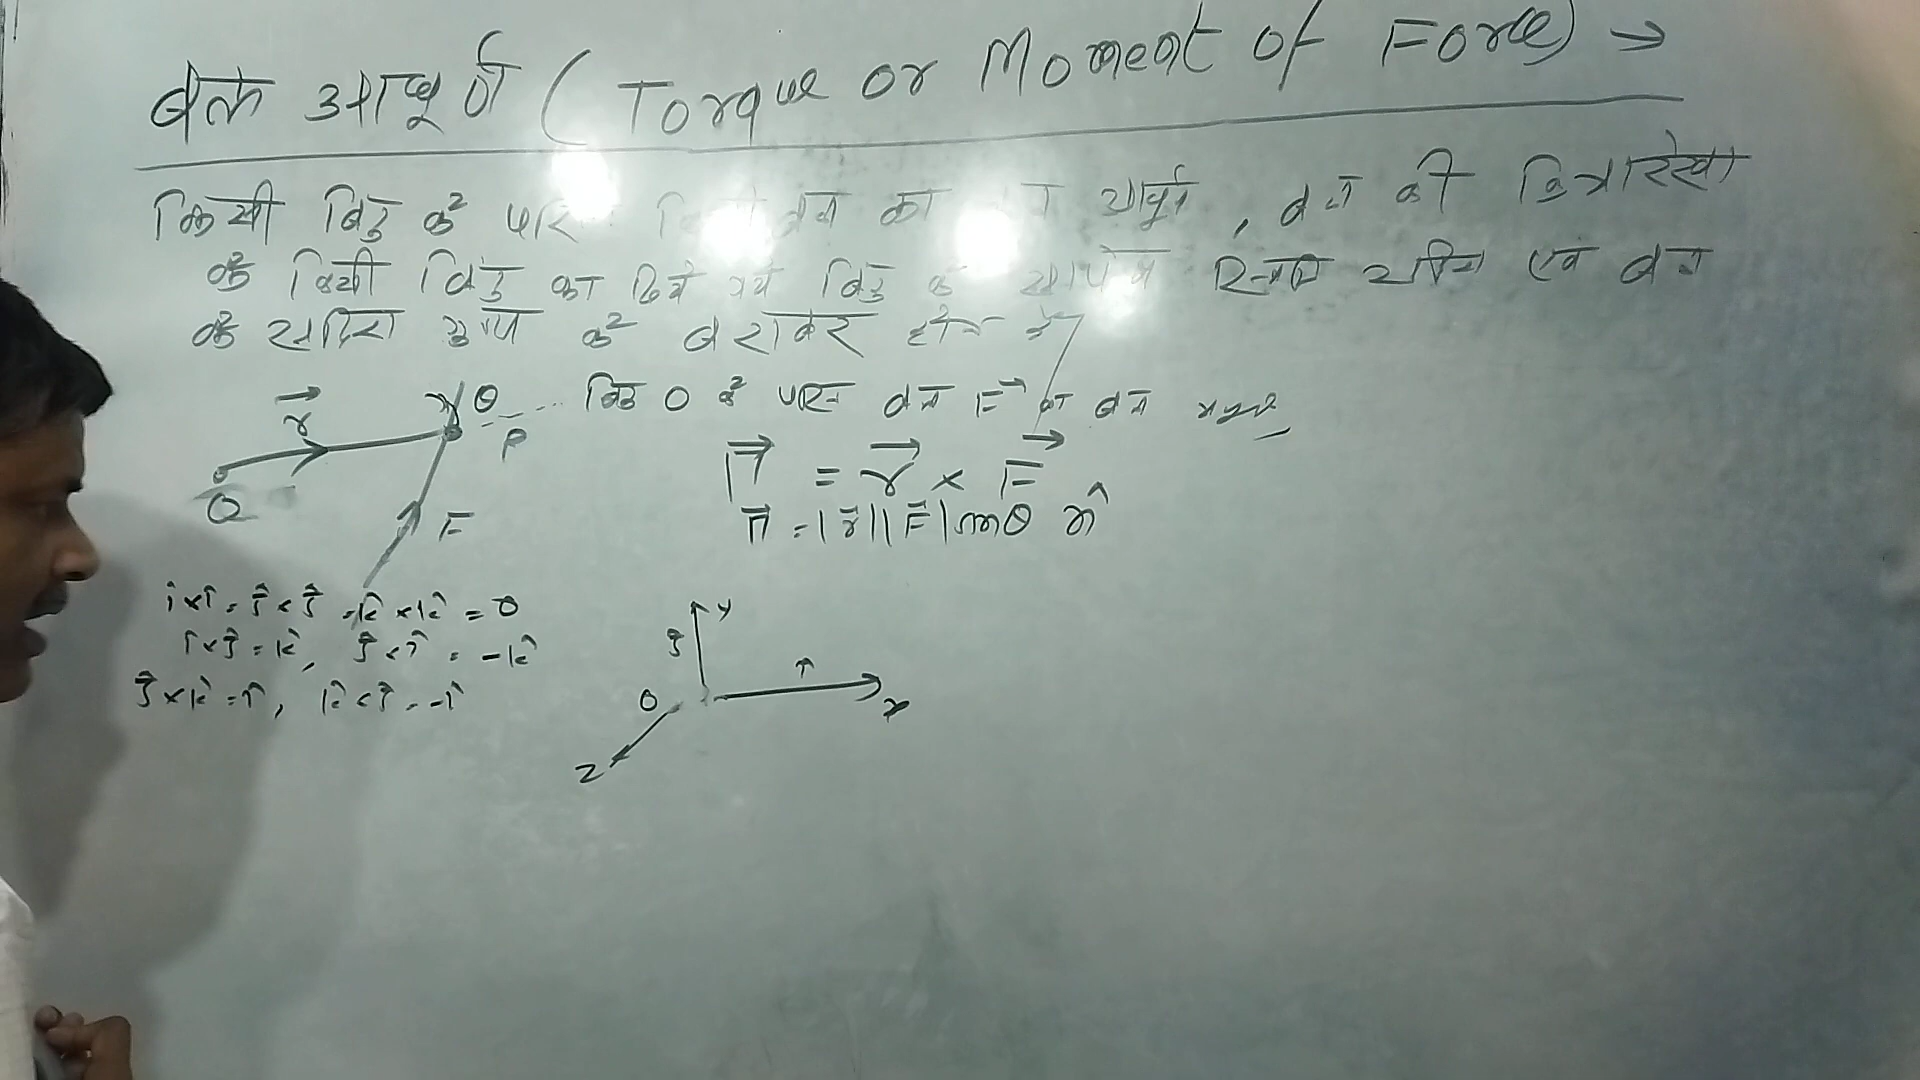 बल आघूर्ण ( Torque or Moment of Force) →
किसी बिंदु के परि बल का आघूर्ण , बल की क्रियारेखा
के किसी बिंदु का दिये गये बिंदु के सापेक्ष स्थिति सदिश एवं बल
के सदिश गुणन के बराबर होता है
बिंदु O के परितः बल F⃗ का बल आघूर्ण
r⃗
θ
P
O
F
Γ⃗ = r⃗ × F⃗
Γ⃗ = |r⃗||F⃗| sinθ n̂
î×î = ĵ×ĵ = k̂×k̂ = 0
î×ĵ = k̂, ĵ×î = -k̂
ĵ×k̂ = î, k̂×ĵ = -î
y
ĵ
î
O
x
z